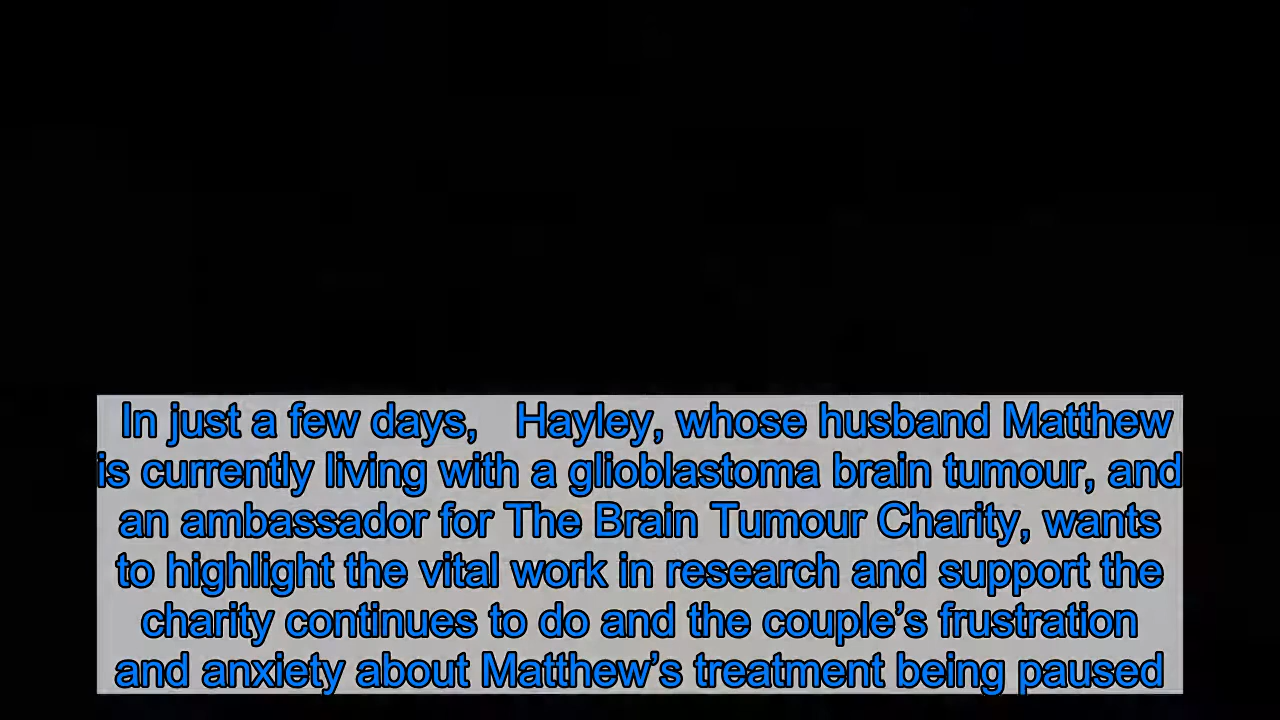 In just a few days, Hayley, whose husband Matthew
is currently living with a glioblastoma brain tumour, and
an ambassador for The Brain Tumour Charity, wants
to highlight the vital work in research and support the
charity continues to do and the couple’s frustration
and anxiety about Matthew’s treatment being paused